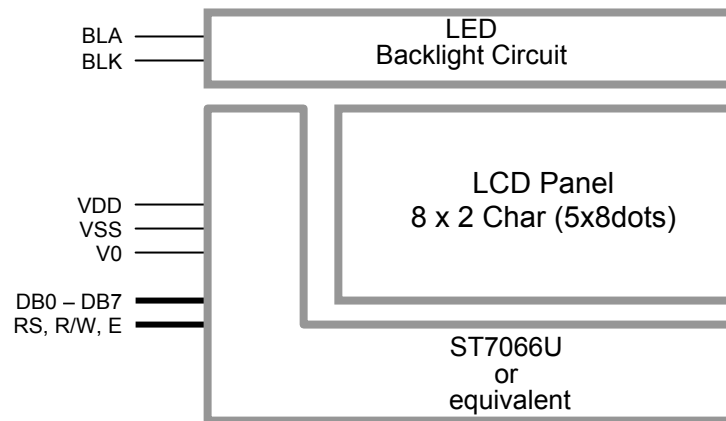 BLA
BLK
LED
Backlight Circuit
LCD Panel
8 x 2 Char (5x8dots)
VDD
VSS
V0
DB0 – DB7
RS, R/W, E
ST7066U
or
equivalent